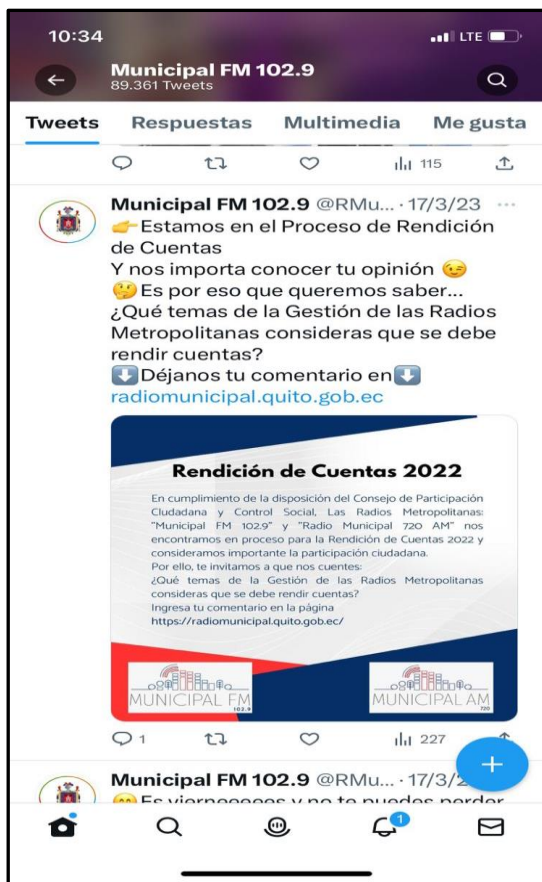 10:34
LTE
Municipal FM 102.9
89.361 Tweets
Tweets Respuestas Multimedia Me gusta
115
Municipal FM 102.9 @RMu... · 17/3/23 ...
👉Estamos en el Proceso de Rendición
de Cuentas
Y nos importa conocer tu opinión 😉
🤔Es por eso que queremos saber...
¿Qué temas de la Gestión de las Radios
Metropolitanas consideras que se debe
rendir cuentas?
⬇️Déjanos tu comentario en⬇️
radiomunicipal.quito.gob.ec
Rendición de Cuentas 2022
En cumplimiento de la disposición del Consejo de Participación
Ciudadana y Control Social, Las Radios Metropolitanas:
"Municipal FM 102.9" y "Radio Municipal 720 AM" nos
encontramos en proceso para la Rendición de Cuentas 2022 y
consideramos importante la participación ciudadana.
Por ello, te invitamos a que nos cuentes:
¿Qué temas de la Gestión de las Radios Metropolitanas
consideras que se debe rendir cuentas?
Ingresa tu comentario en la página
https://radiomunicipal.quito.gob.ec/
MUNICIPAL FM
102.9
MUNICIPAL AM
720
1 227
Municipal FM 102.9 @RMu... · 17/3/2
😁Es vierneeeees y no te puedes perder
1